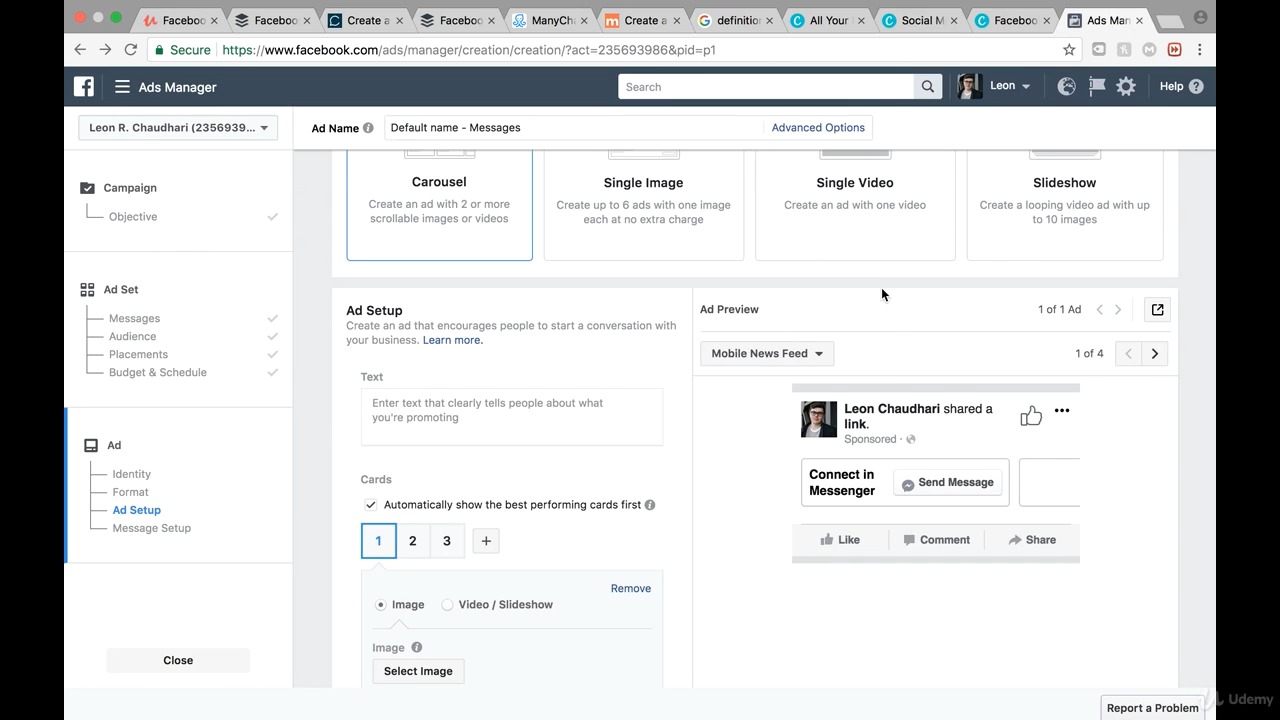 Facebo
Facebo
Create a
Facebo
ManyCh
Create a
definitio
All Your
Social M
Facebo
Ads Man
Secure
https://www.facebook.com/ads/manager/creation/creation/?act=235693986&pid=p1
Ads Manager
Search
Leon
Help
Leon R. Chaudhari (2356939...
Ad Name
Default name - Messages
Advanced Options
Campaign
Objective
Ad Set
Messages
Audience
Placements
Budget & Schedule
Ad
Identity
Format
Ad Setup
Message Setup
Close
Carousel
Create an ad with 2 or more
scrollable images or videos
Single Image
Create up to 6 ads with one image
each at no extra charge
Single Video
Create an ad with one video
Slideshow
Create a looping video ad with up
to 10 images
Ad Setup
Create an ad that encourages people to start a conversation with
your business. Learn more.
Text
Enter text that clearly tells people about what
you're promoting
Cards
Automatically show the best performing cards first
1 2 3 +
Remove
Image
Video / Slideshow
Image
Select Image
Ad Preview
1 of 1 Ad
Mobile News Feed
1 of 4
Leon Chaudhari shared a
link.
Sponsored ·
Connect in
Messenger
Send Message
Like
Comment
Share
Report a Problem
Udemy